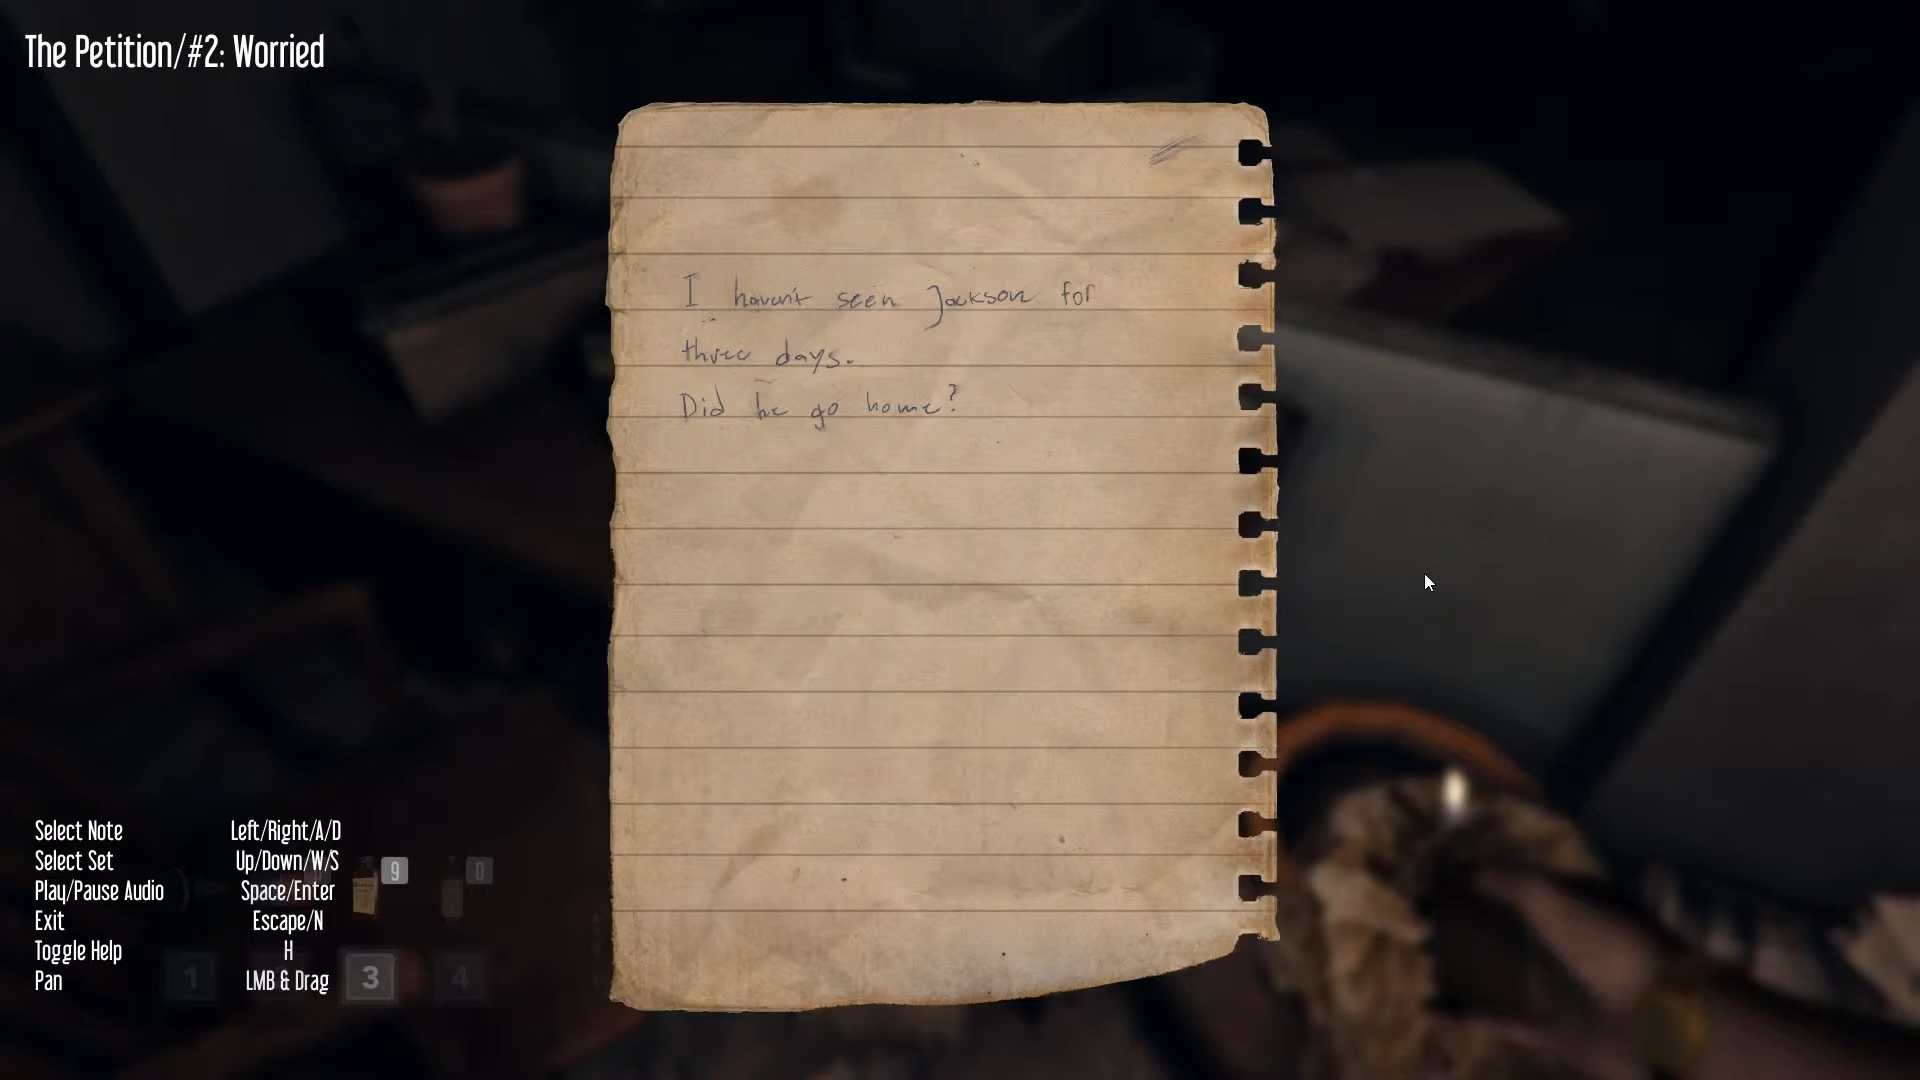 The Petition/#2: Worried
I haven't seen Jackson for
three days.
Did he go home?
Select Note Left/Right/A/D
Select Set Up/Down/W/S
9 0
Play/Pause Audio Space/Enter
Exit Escape/N
Toggle Help H
Pan LMB & Drag
1 3 4